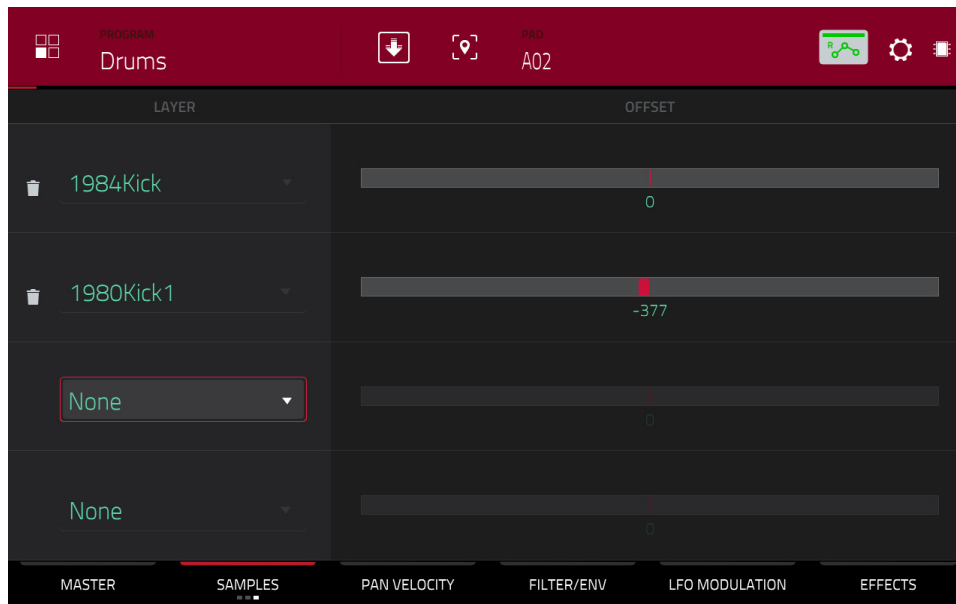 PROGRAM
Drums
PAD
A02
R
LAYER
OFFSET
1984Kick
0
1980Kick1
-377
None
0
None
0
MASTER
SAMPLES
PAN VELOCITY
FILTER/ENV
LFO MODULATION
EFFECTS